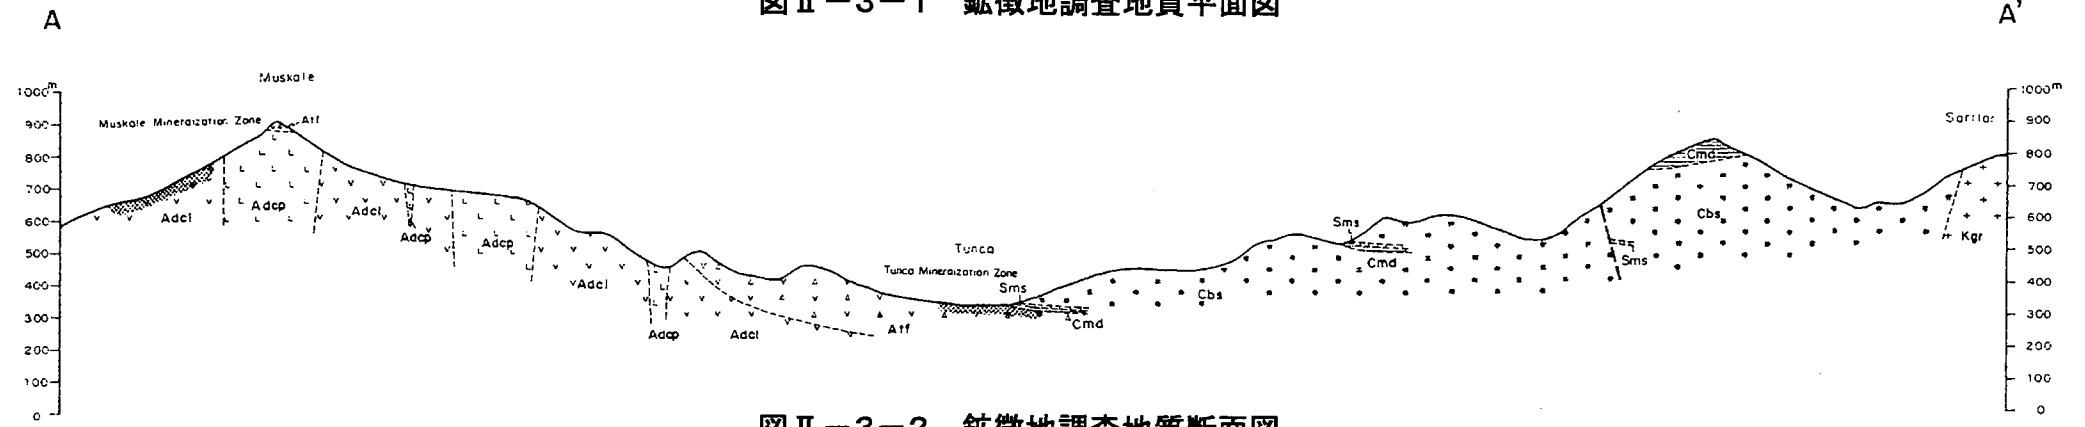 図Ⅱ-3-1 鉱徴地調査地質平面図
A
A'
Muskale
1000m
1000m
Muskale Mineraization Zone
Atf
900
900
Sarılar
800
800
Cmd
700
700
Adcl
Adcp
Adcl
Adcp
Adcp
600
600
Sms
Cbs
Kgr
500
500
Tunca
Tunca Mineraization Zone
Cmd
Sms
400
400
Adcl
Sms
Cbs
300
300
Adcp
Adcl
Atf
Cmd
200
200
100
100
0
0
図Ⅱ-3-2 鉱徴地調査地質断面図